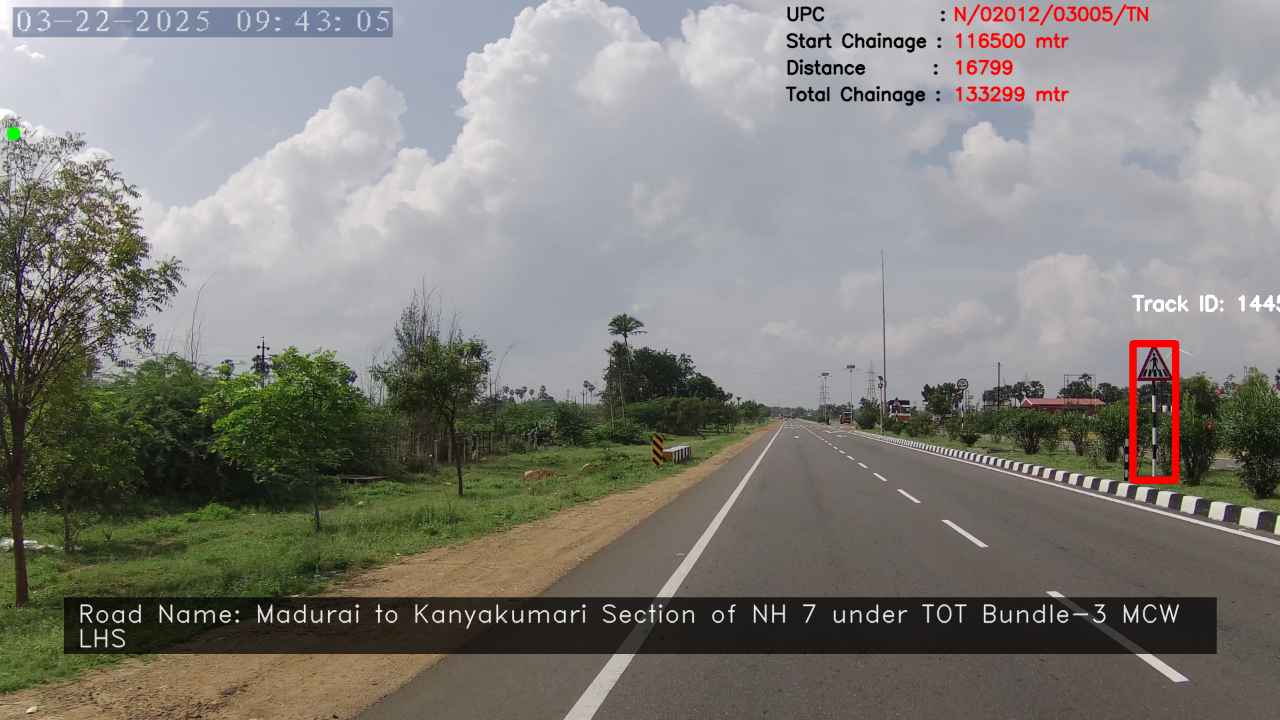 03-22-2025 09:43:05
UPC : N/02012/03005/TN
Start Chainage : 116500 mtr
Distance : 16799
Total Chainage : 133299 mtr
Track ID: 1445
Road Name: Madurai to Kanyakumari Section of NH 7 under TOT Bundle-3 MCW
LHS